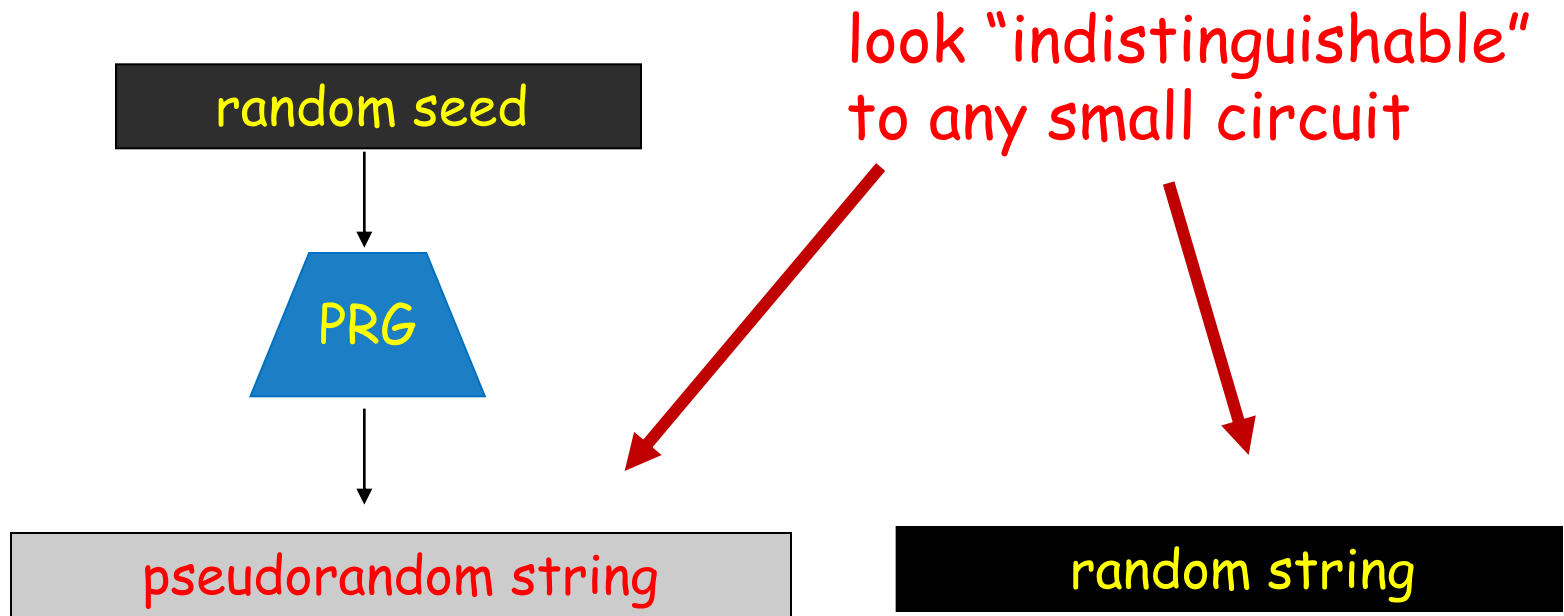 look “indistinguishable”
to any small circuit
random seed
PRG
pseudorandom string
random string